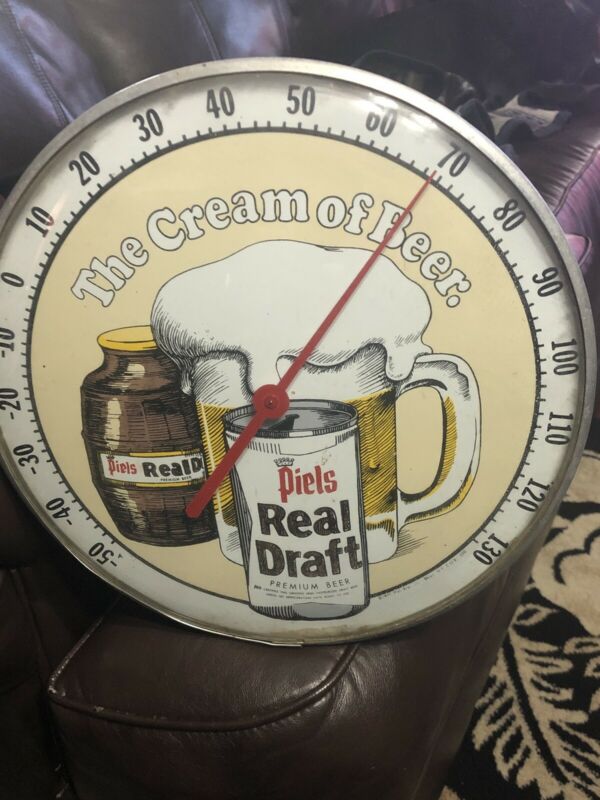 -50
-40
-30
-20
-10
0
10
20
30
40
50
60
70
80
90
100
110
120
130
The Cream of Beer.
Piels Real D
PREMIUM BEER
Piels
Real
Draft
PREMIUM BEER